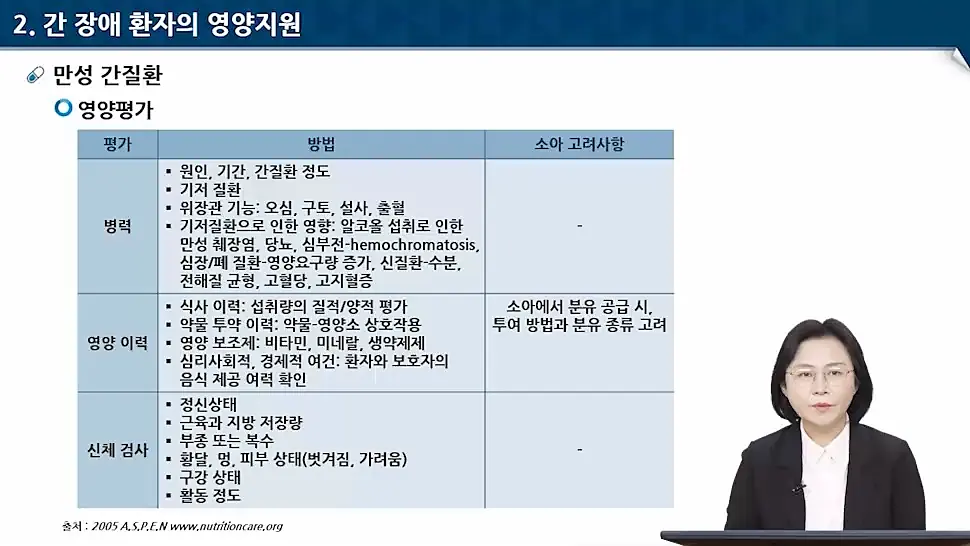 2. 간 장애 환자의 영양지원
만성 간질환
영양평가
평가
방법
소아 고려사항
병력
▪ 원인, 기간, 간질환 정도
▪ 기저 질환
▪ 위장관 기능: 오심, 구토, 설사, 출혈
▪ 기저질환으로 인한 영향: 알코올 섭취로 인한
만성 췌장염, 당뇨, 심부전-hemochromatosis,
심장/폐 질환-영양요구량 증가, 신질환-수분,
전해질 균형, 고혈당, 고지혈증
-
영양 이력
▪ 식사 이력: 섭취량의 질적/양적 평가
▪ 약물 투약 이력: 약물-영양소 상호작용
▪ 영양 보조제: 비타민, 미네랄, 생약제제
▪ 심리사회적, 경제적 여건: 환자와 보호자의
음식 제공 여력 확인
소아에서 분유 공급 시,
투여 방법과 분유 종류 고려
신체 검사
▪ 정신상태
▪ 근육과 지방 저장량
▪ 부종 또는 복수
▪ 황달, 멍, 피부 상태(벗겨짐, 가려움)
▪ 구강 상태
▪ 활동 정도
-
출처 : 2005 A.S.P.E.N www.nutritioncare.org